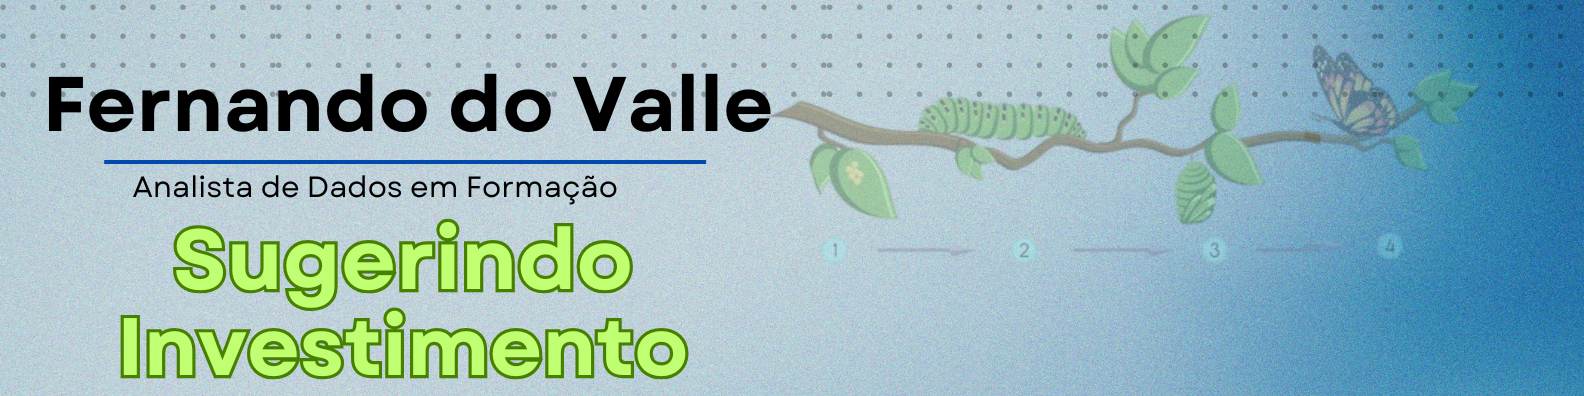 Fernando do Valle
Analista de Dados em Formação
Sugerindo
Investimento
1 2 3 4